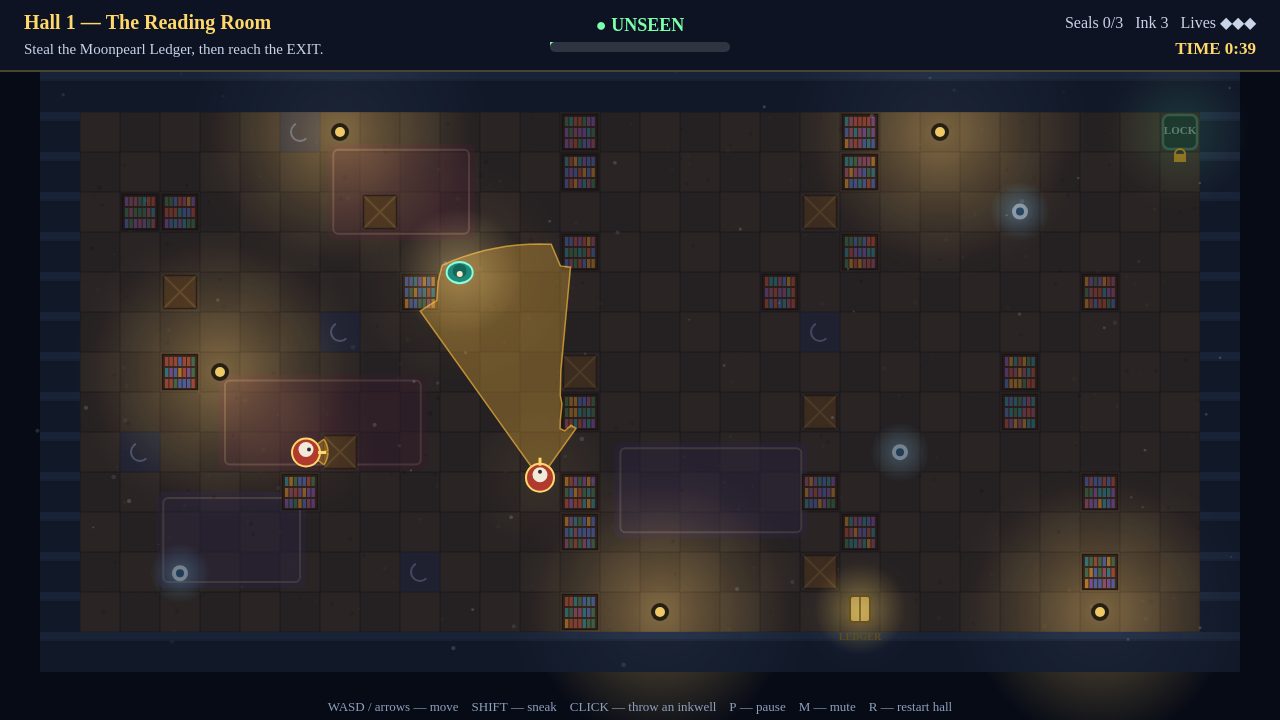 Hall 1 — The Reading Room
Steal the Moonpearl Ledger, then reach the EXIT.
● UNSEEN
Seals 0/3 Ink 3 Lives ◆◆◆
TIME 0:39
LOCK
LEDGER
WASD / arrows — move SHIFT — sneak CLICK — throw an inkwell P — pause M — mute R — restart hall